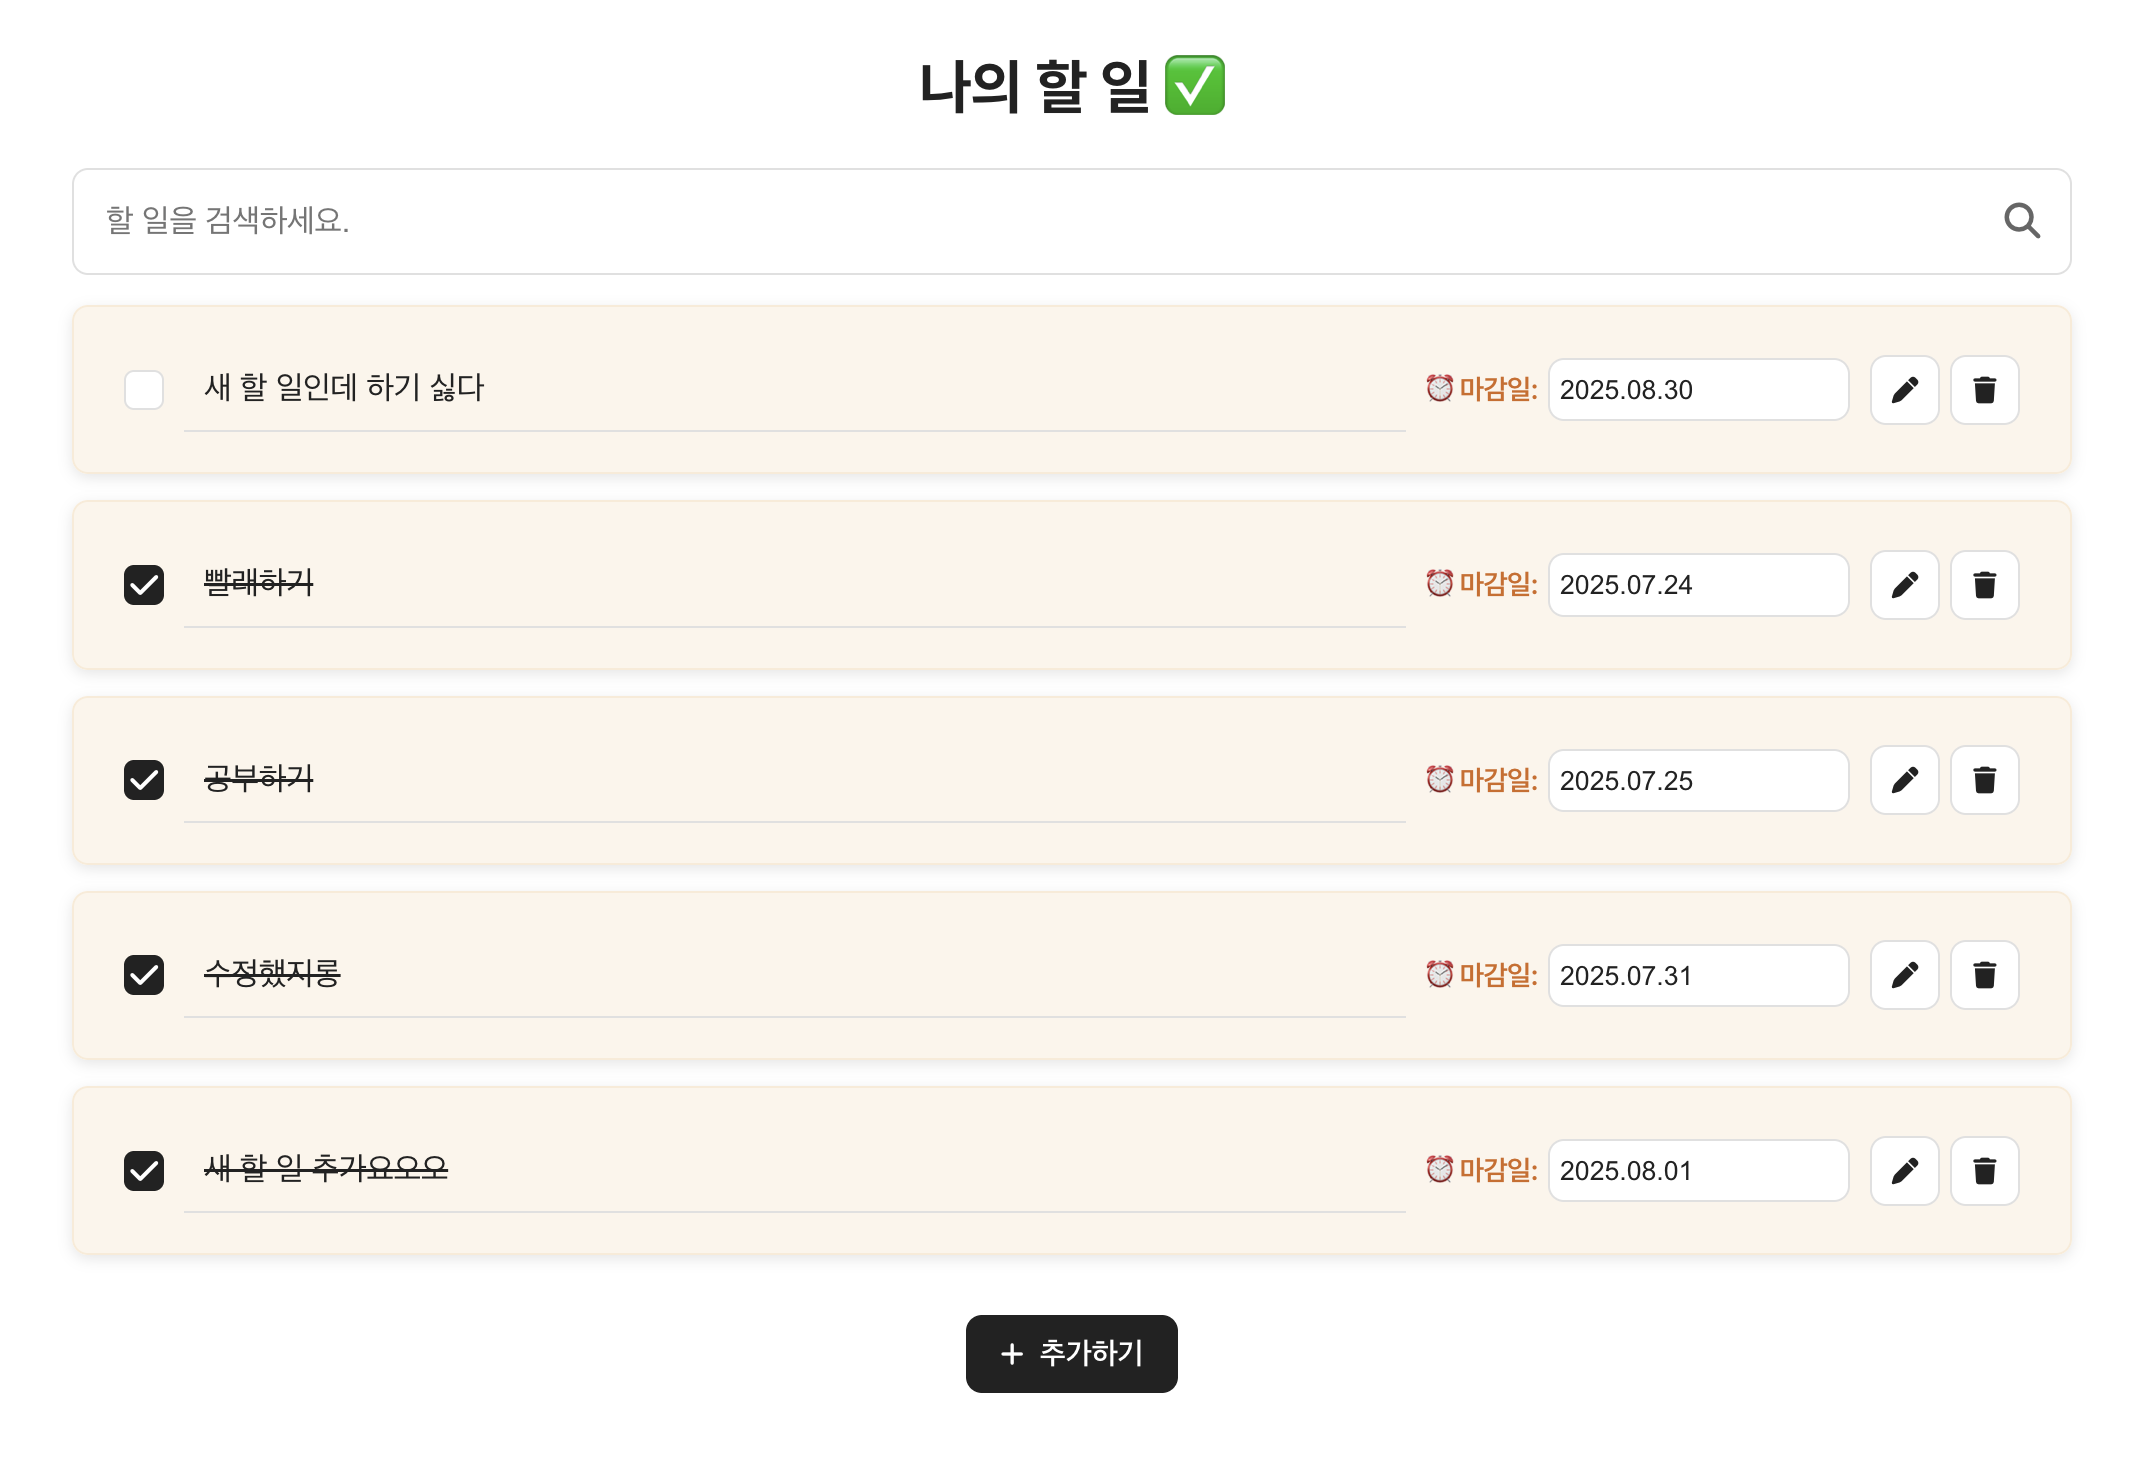 나의 할 일 ✅
할 일을 검색하세요.
새 할 일인데 하기 싫다 ⏰ 마감일: 2025.08.30
빨래하기 ⏰ 마감일: 2025.07.24
공부하기 ⏰ 마감일: 2025.07.25
수정했지롱 ⏰ 마감일: 2025.07.31
새 할 일 추가요오오 ⏰ 마감일: 2025.08.01
+ 추가하기